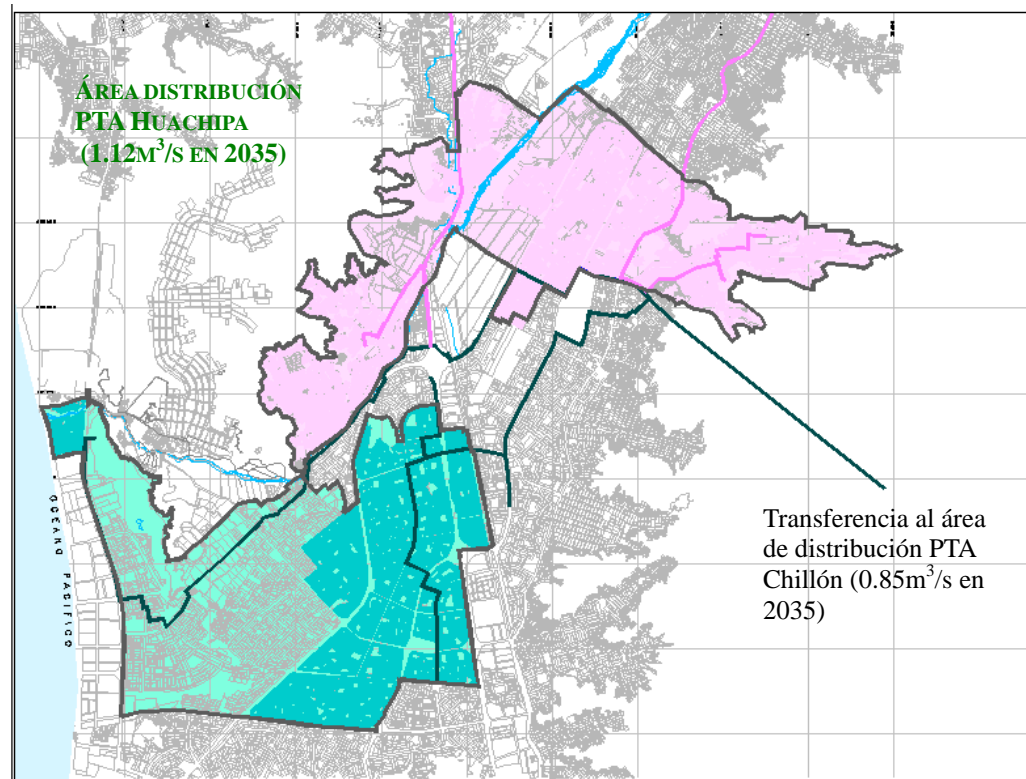 ÁREA DISTRIBUCIÓN
PTA HUACHIPA
(1.12M³/S EN 2035)
OCEANO PACIFICO
Transferencia al área
de distribución PTA
Chillón (0.85m³/s en
2035)